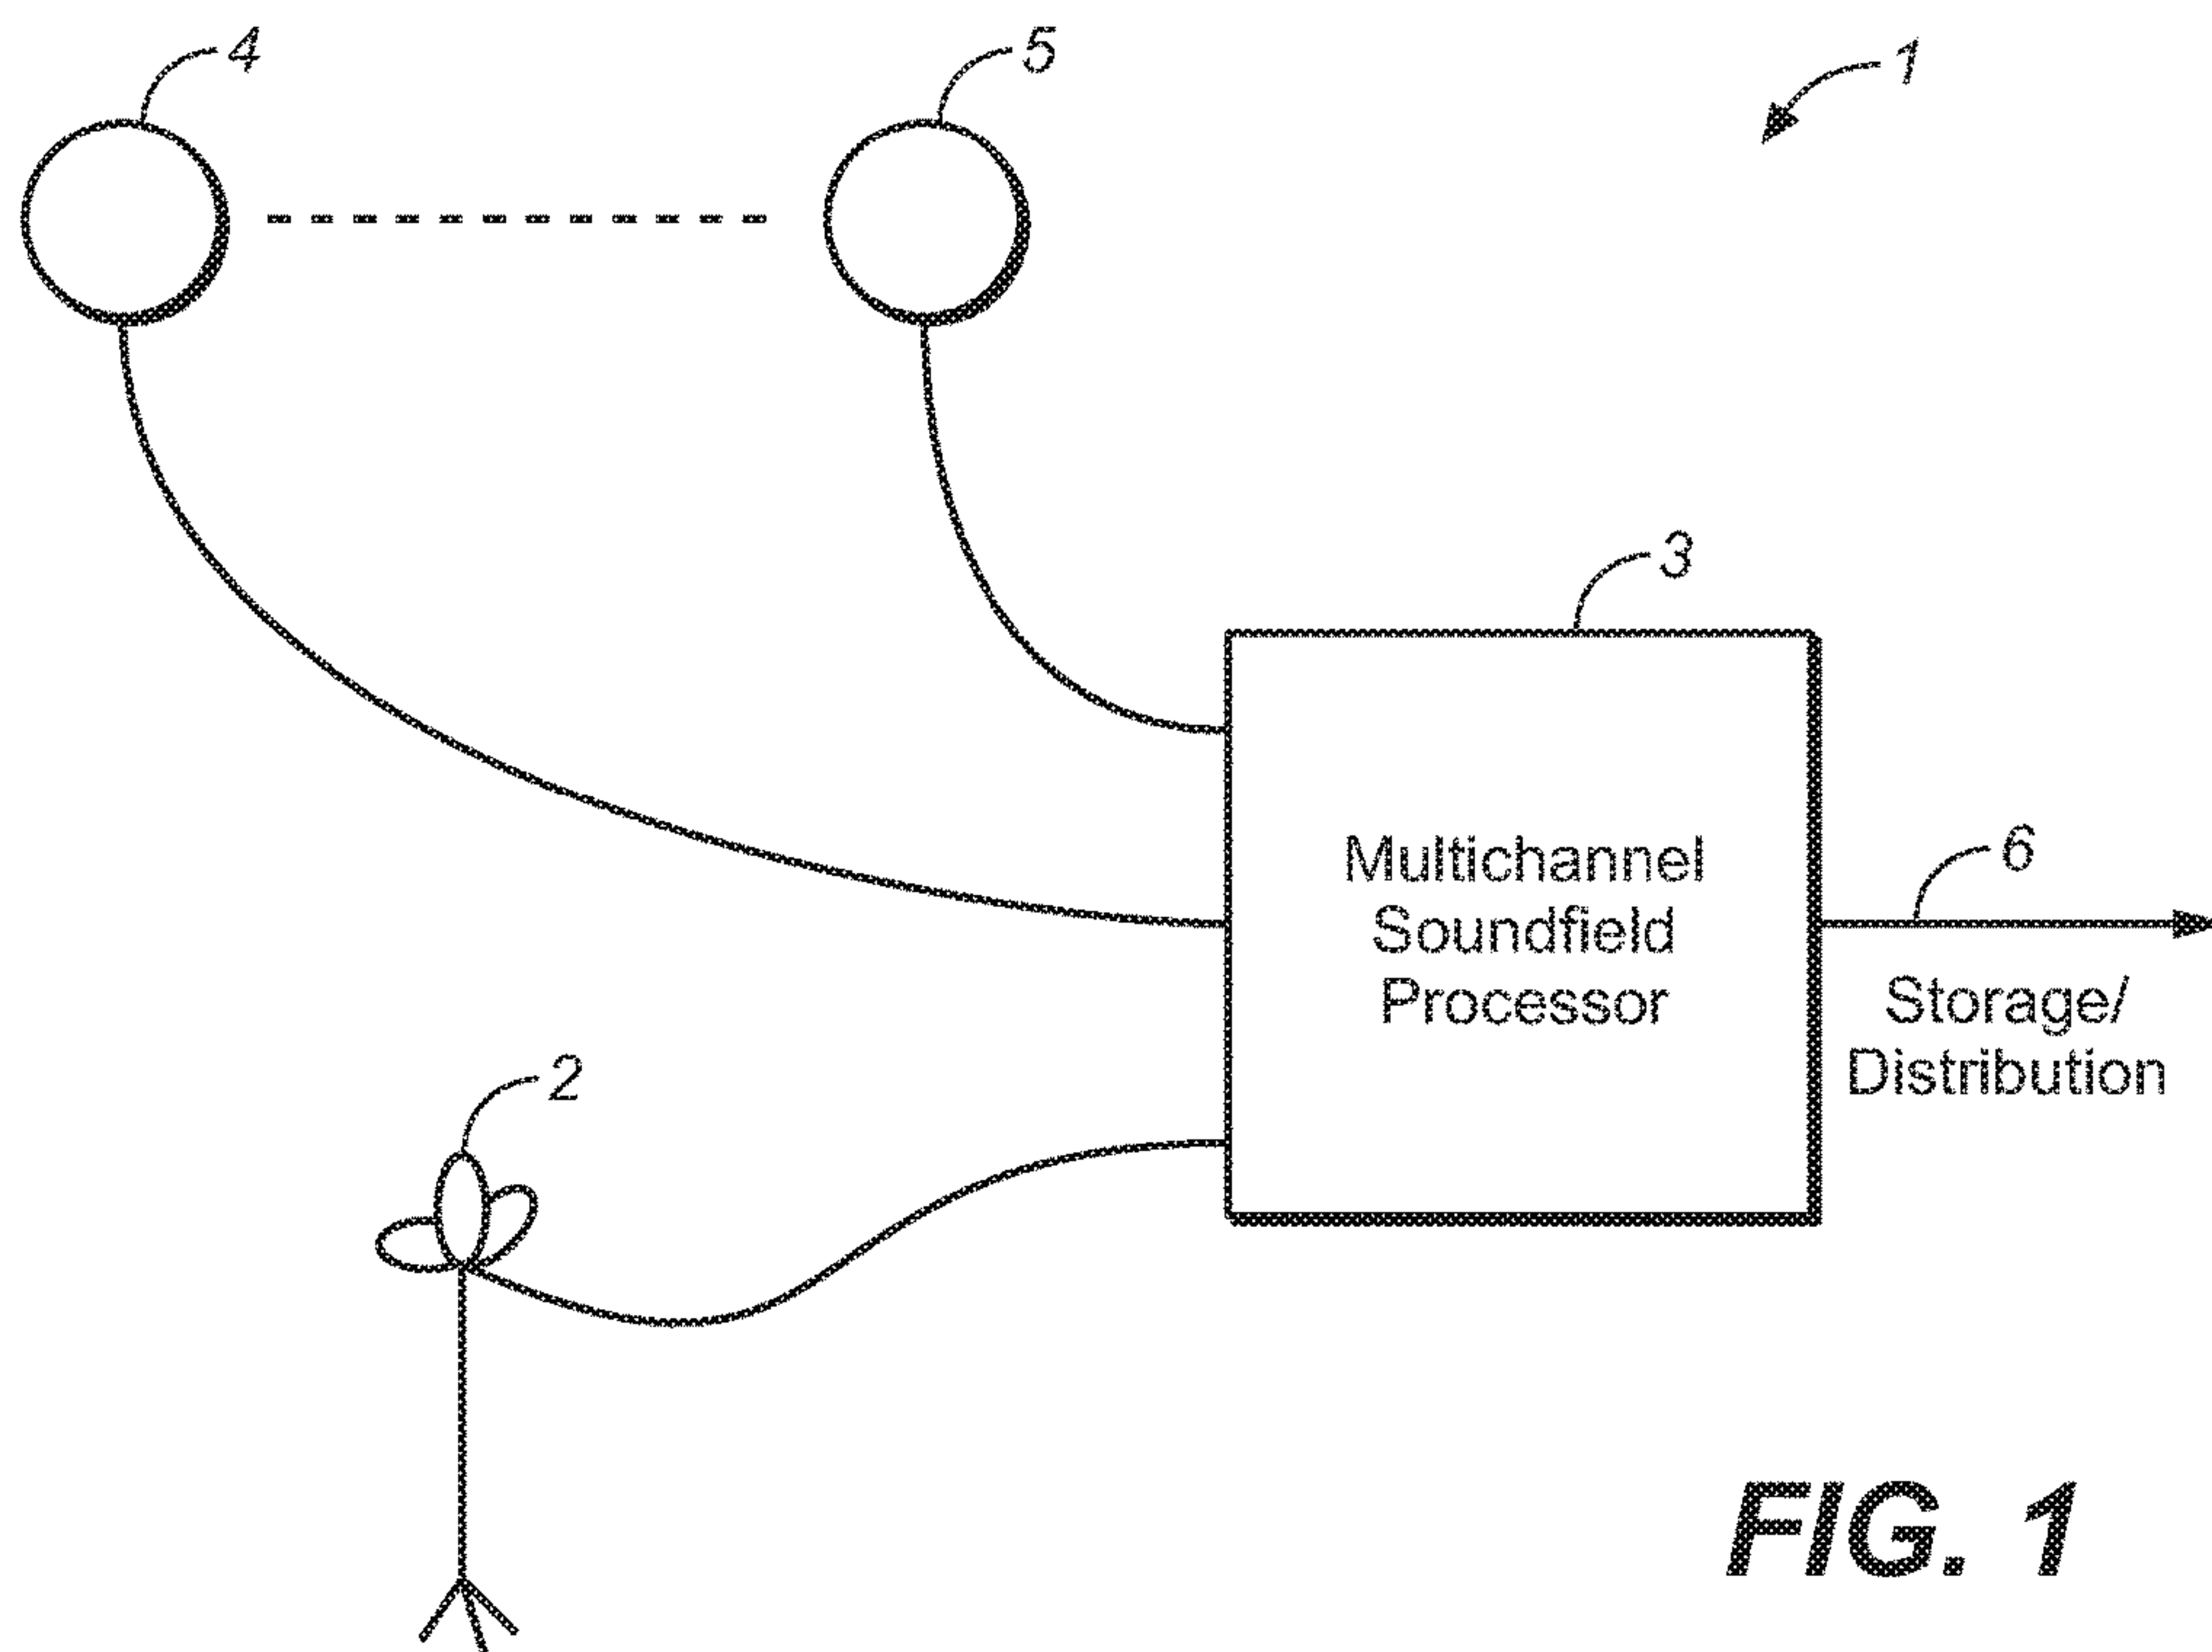 4
5
1
3
Multichannel
Soundfield
Processor
6
Storage/
Distribution
2
FIG. 1